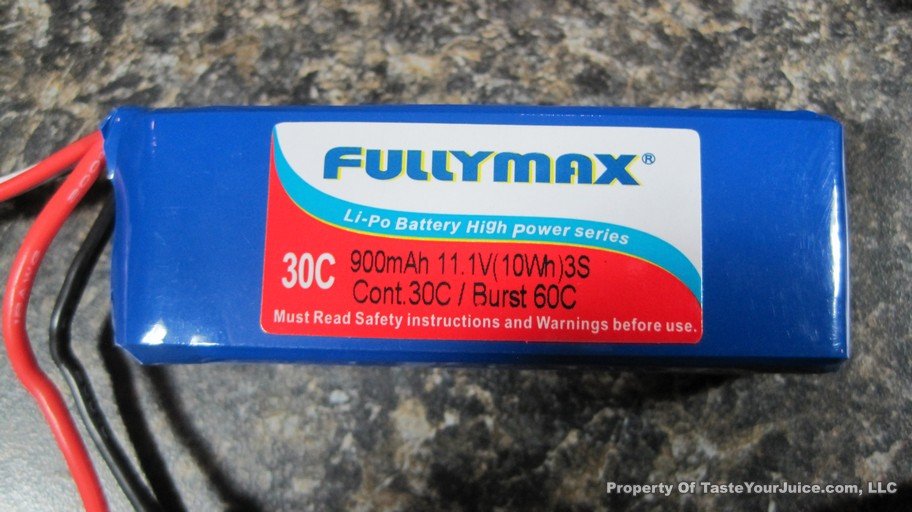 FULLYMAX®
Li-Po Battery High power series
30C
900mAh 11.1V(10Wh)3S
Cont.30C / Burst 60C
Must Read Safety instructions and Warnings before use.
Property Of TasteYourJuice.com, LLC